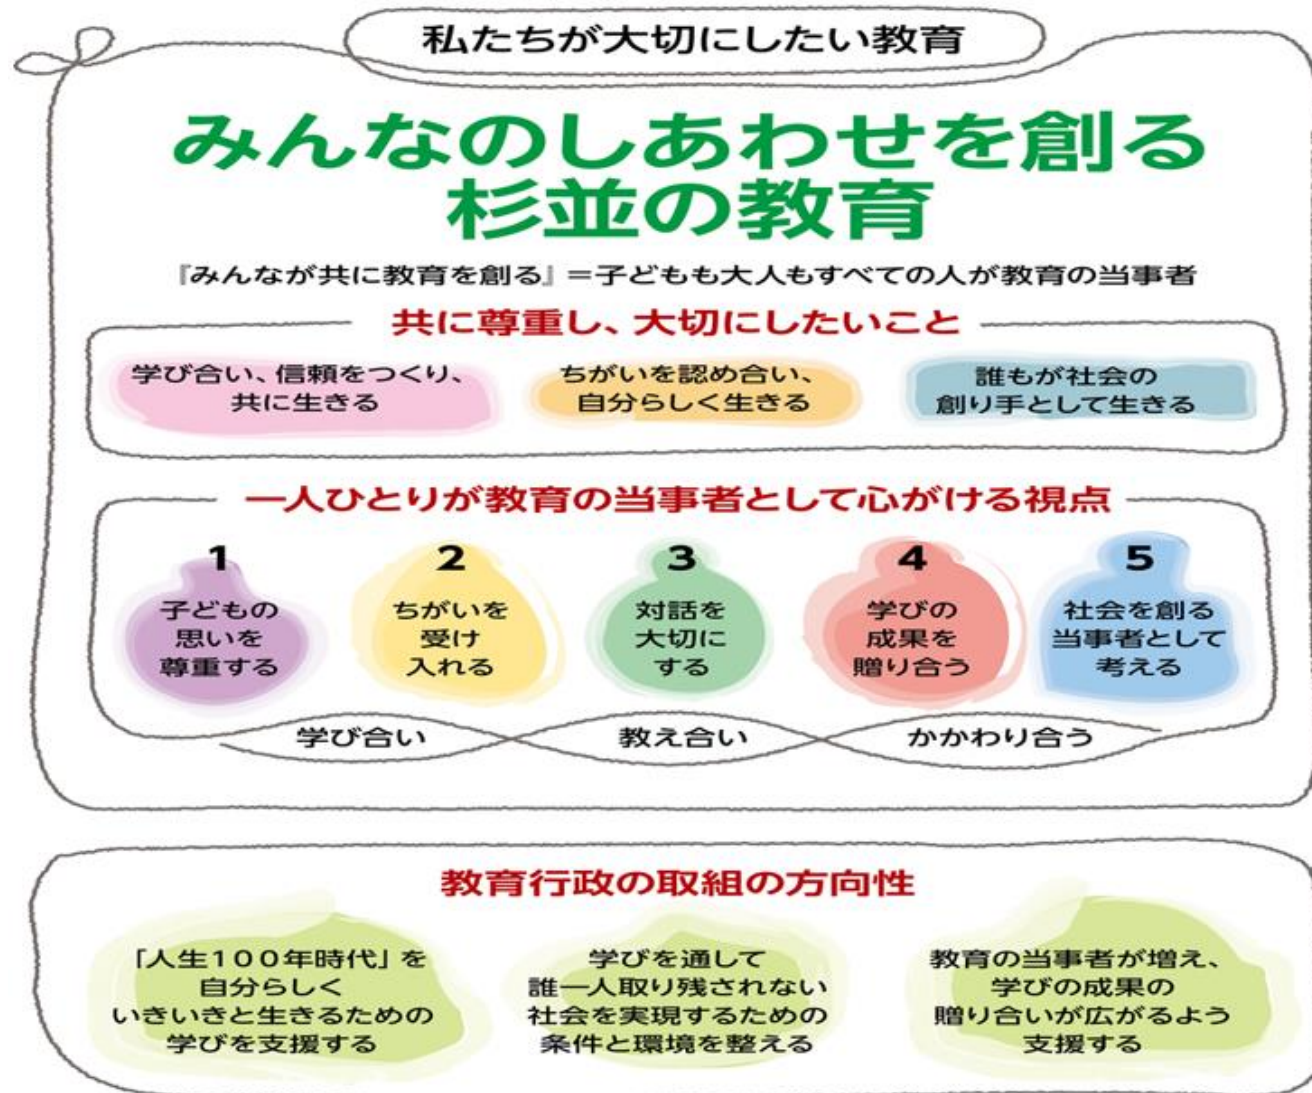 私たちが大切にしたい教育
みんなのしあわせを創る
杉並の教育
『みんなが共に教育を創る』＝子どもも大人もすべての人が教育の当事者
共に尊重し、大切にしたいこと
学び合い、信頼をつくり、
共に生きる
ちがいを認め合い、
自分らしく生きる
誰もが社会の
創り手として生きる
一人ひとりが教育の当事者として心がける視点
1
子どもの
思いを
尊重する
2
ちがいを
受け
入れる
3
対話を
大切に
する
4
学びの
成果を
贈り合う
5
社会を創る
当事者として
考える
学び合い
教え合い
かかわり合う
教育行政の取組の方向性
「人生100年時代」を
自分らしく
いきいきと生きるための
学びを支援する
学びを通して
誰一人取り残されない
社会を実現するための
条件と環境を整える
教育の当事者が増え、
学びの成果の
贈り合いが広がるよう
支援する